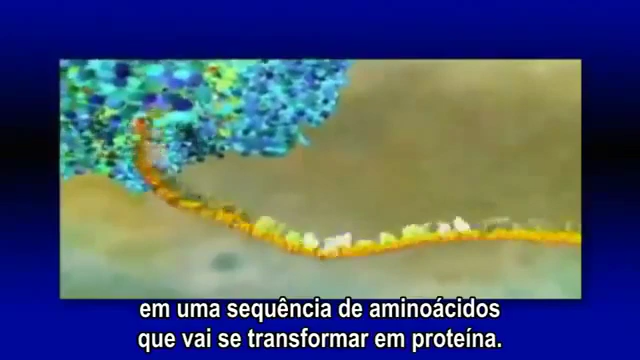 em uma sequência de aminoácidos
que vai se transformar em proteína.